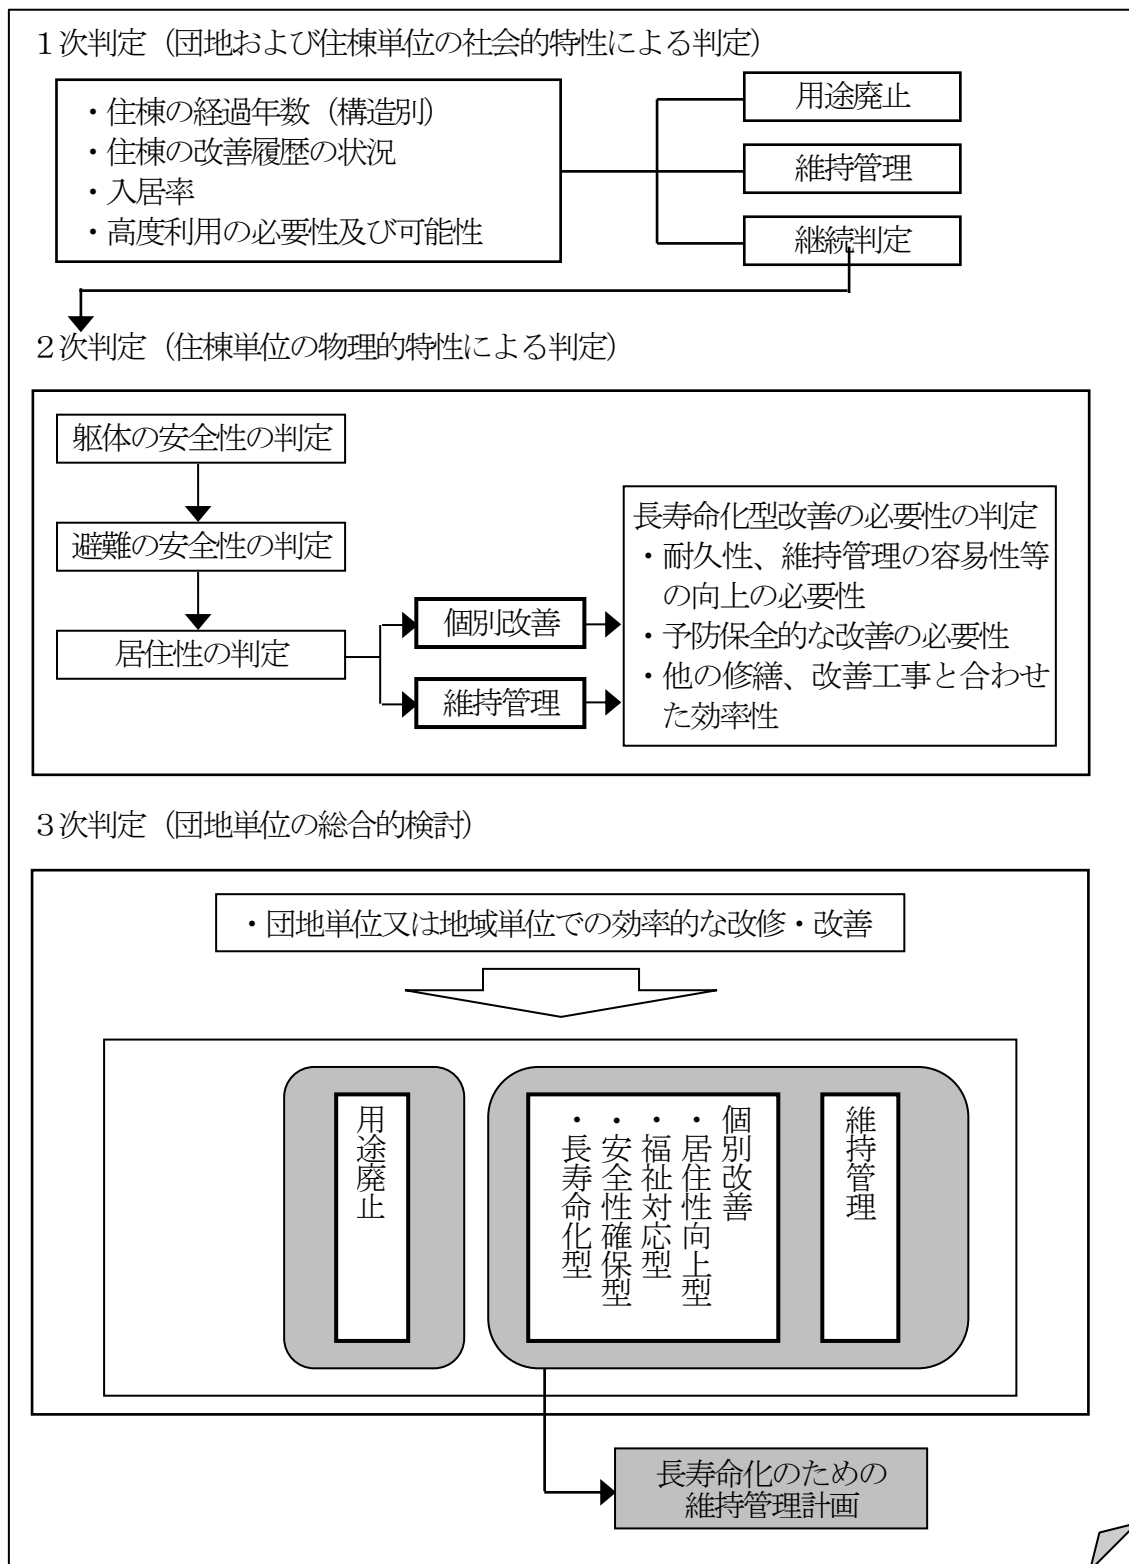 １次判定（団地および住棟単位の社会的特性による判定）
・住棟の経過年数（構造別）
・住棟の改善履歴の状況
・入居率
・高度利用の必要性及び可能性
用途廃止
維持管理
継続判定
２次判定（住棟単位の物理的特性による判定）
躯体の安全性の判定
避難の安全性の判定
居住性の判定
個別改善
維持管理
長寿命化型改善の必要性の判定
・耐久性、維持管理の容易性等
の向上の必要性
・予防保全的な改善の必要性
・他の修繕、改善工事と合わせ
た効率性
３次判定（団地単位の総合的検討）
・団地単位又は地域単位での効率的な改修・改善
用途廃止
個別改善
・居住性向上型
・福祉対応型
・安全性確保型
・長寿命化型
維持管理
長寿命化のための
維持管理計画